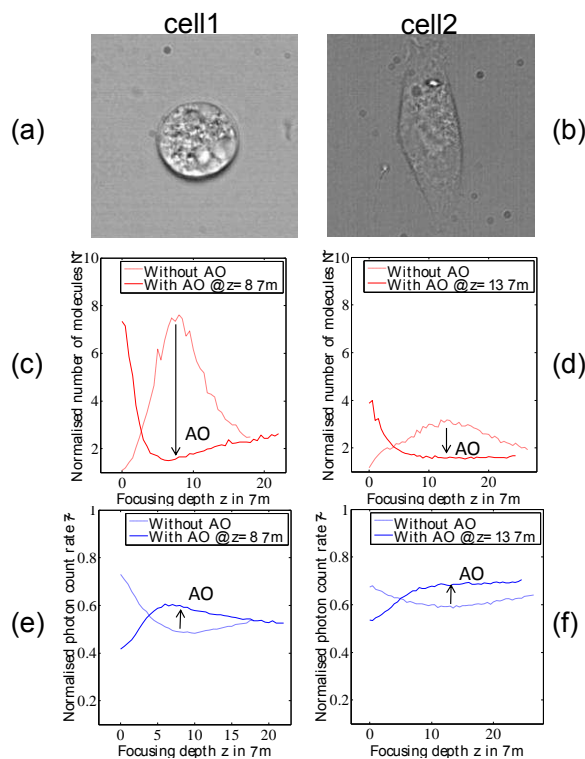 cell1 cell2
(a) (b)
(c)
Normalised number of molecules N̄
10
8
6
4
2
Without AO
With AO @z= 8 7m
AO
0 10 20
Focusing depth z in 7m
(d)
Normalised number of molecules N̄
10
8
6
4
2
Without AO
With AO @z= 13 7m
AO
0 10 20
Focusing depth z in 7m
(e)
Normalised photon count rate
1
0.8
0.6
0.4
0.2
Without AO
With AO @z= 8 7m
AO
0 5 10 15 20
Focusing depth z in 7m
(f)
Normalised photon count rate
1
0.8
0.6
0.4
0.2
Without AO
With AO @z= 13 7m
AO
0 10 20
Focusing depth z in 7m